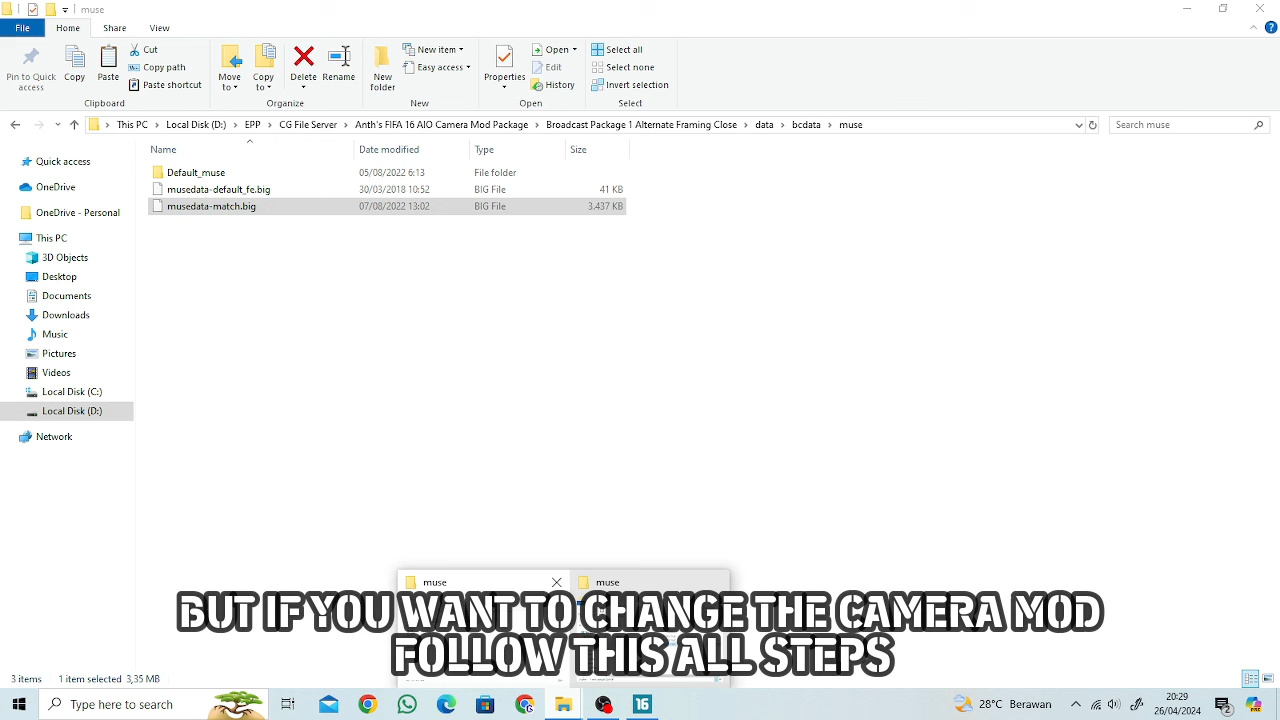 muse
File
Home
Share
View
Pin to Quick access
Copy
Paste
Cut
Copy path
Paste shortcut
Clipboard
Move to
Copy to
Delete
Rename
Organize
New folder
New item
Easy access
New
Properties
Open
Edit
History
Open
Select all
Select none
Invert selection
Select
This PC > Local Disk (D:) > EPP > CG File Server > Anth's FIFA 16 AIO Camera Mod Package > Broadcast Package 1 Alternate Framing Close > data > bcdata > muse
Search muse
Quick access
OneDrive
OneDrive - Personal
This PC
3D Objects
Desktop
Documents
Downloads
Music
Pictures
Videos
Local Disk (C:)
Local Disk (D:)
Network
Name Date modified Type Size
Default_muse 05/08/2022 6:13 File folder
musedata-default_fe.big 30/03/2018 10:52 BIG File 41 KB
musedata-match.big 07/08/2022 13:02 BIG File 3.437 KB
muse
muse
BUT IF YOU WANT TO CHANGE THE CAMERA MOD
FOLLOW THIS ALL STEPS
3 items 1 item selected 3,35 MB
Type here to search
16
28°C Berawan
20:29
26/04/2024
2